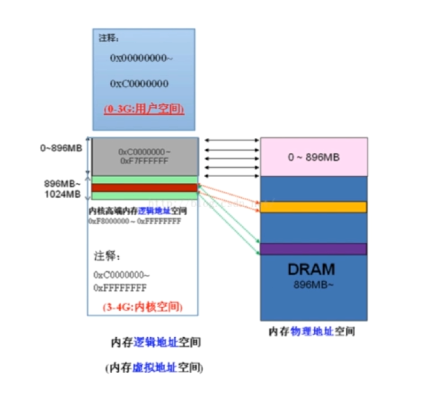 注释:
0x00000000~
0xC0000000
(0-3G:用户空间)
0~896MB
0xC0000000~
0xF7FFFFFF
0~ 896MB
896MB~
1024MB
内核高端内存逻辑地址空间
0xF8000000~0xFFFFFFFF
注释:
0xC0000000~
0xFFFFFFFF
(3-4G:内核空间)
DRAM
896MB~
内存物理地址空间
内存逻辑地址空间
(内存虚拟地址空间)